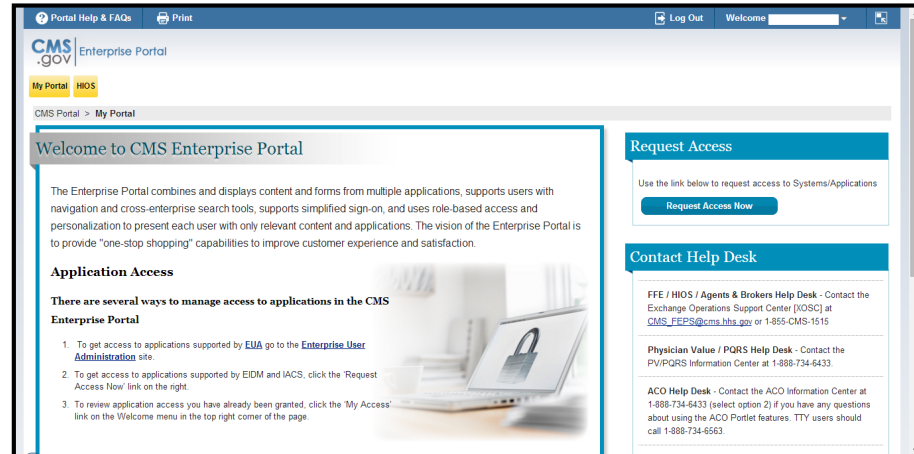 Portal Help & FAQs Print Log Out Welcome
CMS
.gov Enterprise Portal
My Portal HIOS
CMS Portal > My Portal
Welcome to CMS Enterprise Portal
The Enterprise Portal combines and displays content and forms from multiple applications, supports users with
navigation and cross-enterprise search tools, supports simplified sign-on, and uses role-based access and
personalization to present each user with only relevant content and applications. The vision of the Enterprise Portal is
to provide "one-stop shopping" capabilities to improve customer experience and satisfaction.
Application Access
There are several ways to manage access to applications in the CMS
Enterprise Portal
1. To get access to applications supported by EUA go to the Enterprise User
Administration site.
2. To get access to applications supported by EIDM and IACS, click the 'Request
Access Now' link on the right.
3. To review application access you have already been granted, click the 'My Access'
link on the Welcome menu in the top right corner of the page.
Request Access
Use the link below to request access to Systems/Applications
Request Access Now
Contact Help Desk
FFE / HIOS / Agents & Brokers Help Desk - Contact the
Exchange Operations Support Center [XOSC] at
CMS_FEPS@cms.hhs.gov or 1-855-CMS-1515
Physician Value / PQRS Help Desk - Contact the
PV/PQRS Information Center at 1-888-734-6433.
ACO Help Desk - Contact the ACO Information Center at
1-888-734-6433 (select option 2) if you have any questions
about using the ACO Portlet features. TTY users should
call 1-888-734-6563.